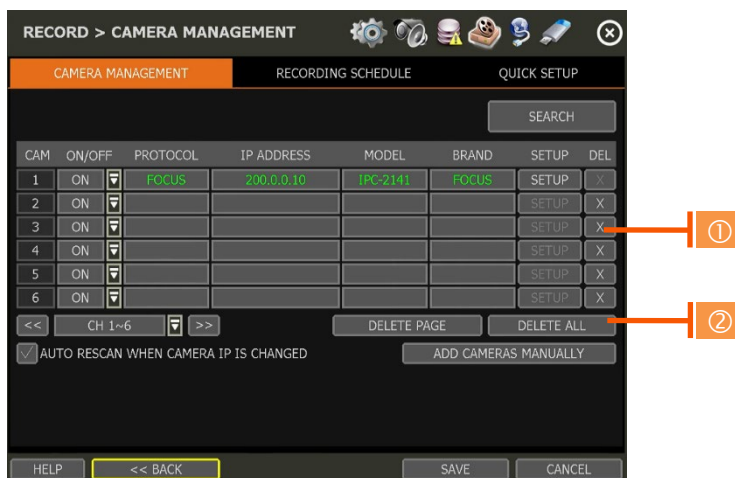 RECORD > CAMERA MANAGEMENT
CAMERA MANAGEMENT RECORDING SCHEDULE QUICK SETUP
SEARCH
CAM ON/OFF PROTOCOL IP ADDRESS MODEL BRAND SETUP DEL
1 ON FOCUS 200.0.0.10 IPC-2141 FOCUS SETUP X
2 ON SETUP X
3 ON SETUP X ①
4 ON SETUP X
5 ON SETUP X
6 ON SETUP X
<< CH 1~6 >> DELETE PAGE DELETE ALL ②
AUTO RESCAN WHEN CAMERA IP IS CHANGED ADD CAMERAS MANUALLY
HELP << BACK SAVE CANCEL